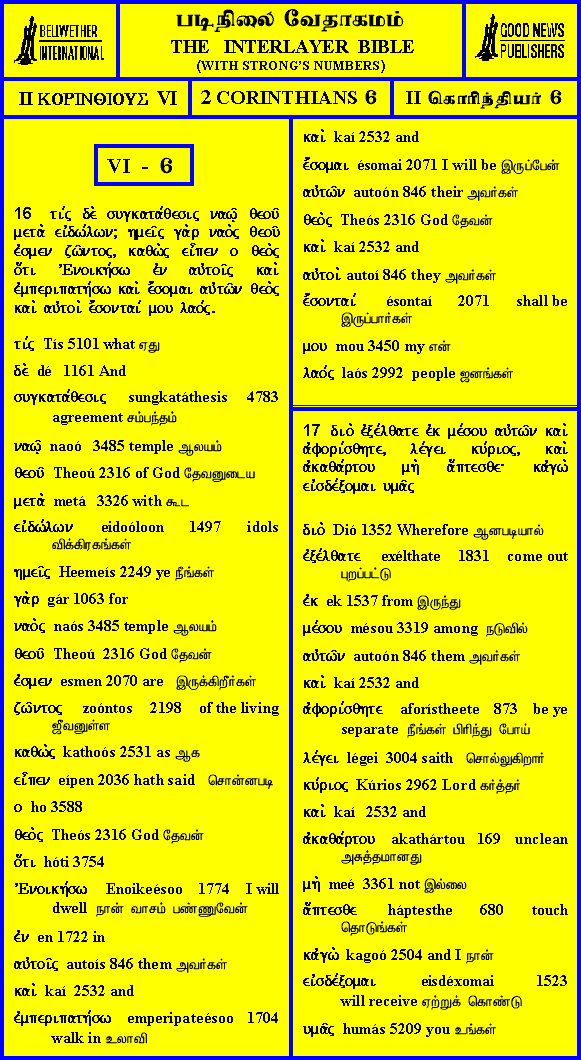 BELIWETHER
INTERNATIONAL
படிநிலை வேதாகமம்
THE INTERLAYER BIBLE
(WITH STRONG'S NUMBERS)
GOOD NEWS
PUBLISHERS
II ΚΟΡΙΝΘΙΟΥΣ VI
2 CORINTHIANS 6
II கொரிந்தியர் 6
VI - 6
16 τίς δὲ συγκατάθεσις ναῷ θεοῦ
μετὰ εἰδώλων; ημεῖς γὰρ ναὸς θεοῦ
ἐσμεν ζῶντος, καθὼς εἶπεν ο θεὸς
ὅτι Ἐνοικήσω ἐν αὐτοῖς καὶ
ἐμπεριπατήσω καὶ ἔσομαι αὐτῶν θεὸς
καὶ αὐτοὶ ἔσονταί μου λαός.
τίς Tís 5101 what ஏது
δὲ dé 1161 And
συγκατάθεσις sungkatáthesis 4783
agreement சம்பந்தம்
ναῷ naoó 3485 temple ஆலயம்
θεοῦ Theoú 2316 of God தேவனுடைய
μετὰ metá 3326 with கூட
εἰδώλων eidoóloon 1497 idols
விக்கிரகங்கள்
ημεῖς Heemeís 2249 ye நீங்கள்
γὰρ gár 1063 for
ναὸς naós 3485 temple ஆலயம்
θεοῦ Theoú 2316 God தேவன்
ἐσμεν esmen 2070 are இருக்கிறீர்கள்
ζῶντος zoóntos 2198 of the living
ஜீவனுள்ள
καθὼς kathoós 2531 as ஆக
εἶπεν eípen 2036 hath said சொன்னபடி
ο ho 3588
θεὸς Theós 2316 God தேவன்
ὅτι hóti 3754
Ἐνοικήσω Enoikeésoo 1774 I will
dwell நான் வாசம் பண்ணுவேன்
ἐν en 1722 in
αὐτοῖς autoís 846 them அவர்கள்
καὶ kaí 2532 and
ἐμπεριπατήσω emperipateésoo 1704
walk in உலாவி
καὶ kaí 2532 and
ἔσομαι ésomai 2071 I will be இருப்பேன்
αὐτῶν autoón 846 their அவர்கள்
θεὸς Theós 2316 God தேவன்
καὶ kaí 2532 and
αὐτοὶ autoí 846 they அவர்கள்
ἔσονταί ésontaí 2071 shall be
இருப்பார்கள்
μου mou 3450 my என்
λαός laós 2992 people ஜனங்கள்
17 διὸ ἐξέλθατε ἐκ μέσου αὐτῶν καὶ
ἀφορίσθητε, λέγει κύριος, καὶ
ἀκαθάρτου μὴ ἅπτεσθε· κἀγὼ
εἰσδέξομαι υμᾶς
διὸ Dió 1352 Wherefore ஆனபடியால்
ἐξέλθατε exélthate 1831 come out
புறப்பட்டு
ἐκ ek 1537 from இருந்து
μέσου mésou 3319 among நடுவில்
αὐτῶν autoón 846 them அவர்கள்
καὶ kaí 2532 and
ἀφορίσθητε aforístheete 873 be ye
separate நீங்கள் பிரிந்து போய்
λέγει légei 3004 saith சொல்லுகிறார்
κύριος Kúrios 2962 Lord கர்த்தர்
καὶ kaí 2532 and
ἀκαθάρτου akathártou 169 unclean
அசுத்தமானது
μὴ meé 3361 not இல்லை
ἅπτεσθε háptesthe 680 touch
தொடுங்கள்
κἀγὼ kagoó 2504 and I நான்
εἰσδέξομαι eisdéxomai 1523
will receive ஏற்றுக் கொண்டு
υμᾶς humás 5209 you உங்கள்